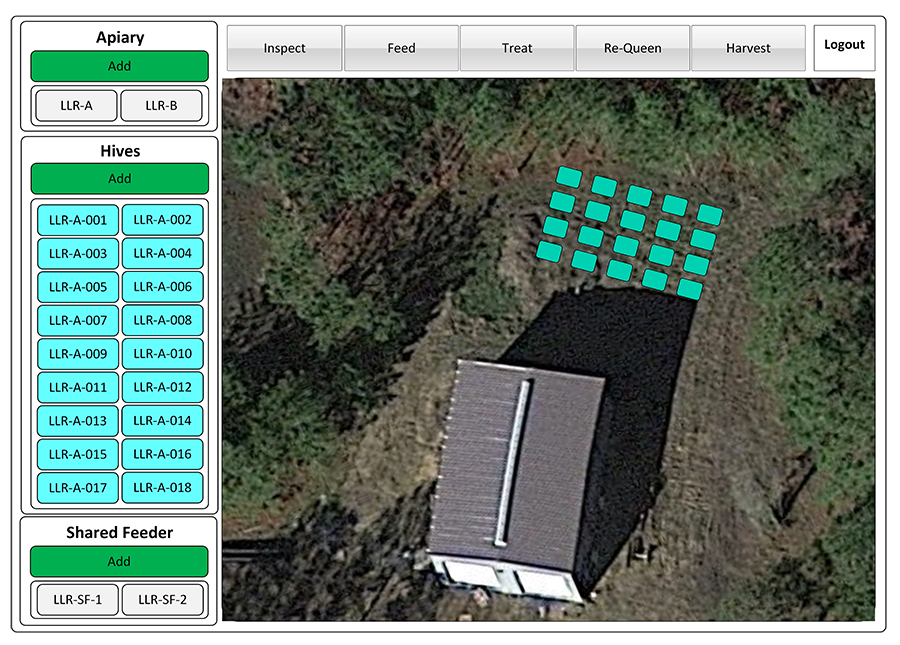 Apiary
Add
LLR-A LLR-B
Hives
Add
LLR-A-001 LLR-A-002
LLR-A-003 LLR-A-004
LLR-A-005 LLR-A-006
LLR-A-007 LLR-A-008
LLR-A-009 LLR-A-010
LLR-A-011 LLR-A-012
LLR-A-013 LLR-A-014
LLR-A-015 LLR-A-016
LLR-A-017 LLR-A-018
Shared Feeder
Add
LLR-SF-1 LLR-SF-2
Inspect Feed Treat Re-Queen Harvest Logout